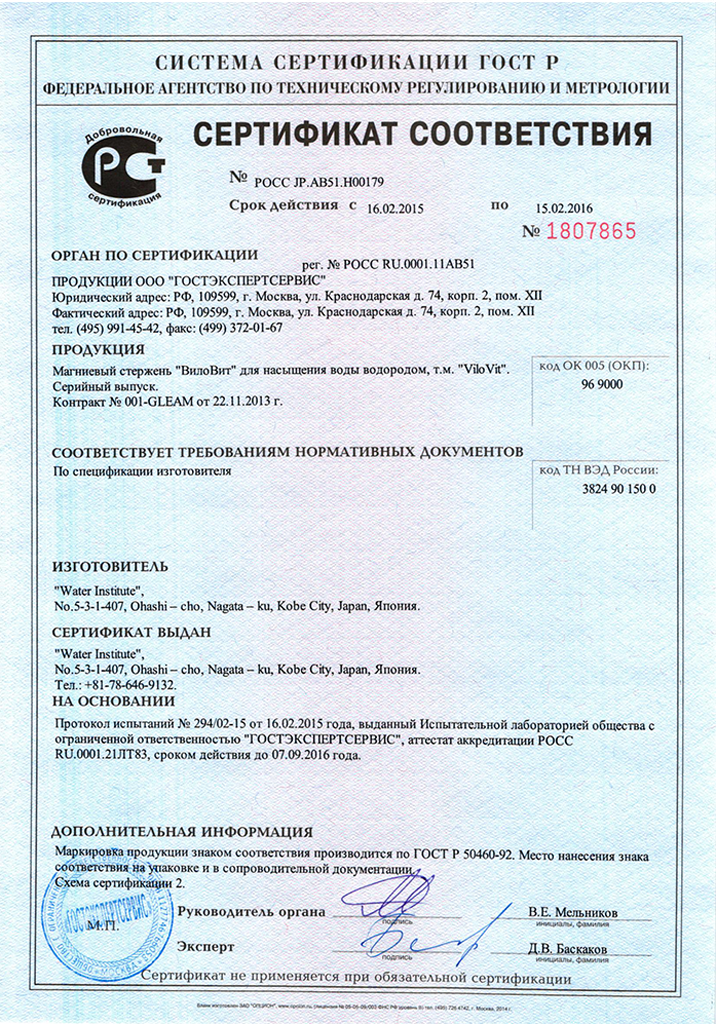 СИСТЕМА СЕРТИФИКАЦИИ ГОСТ Р
ФЕДЕРАЛЬНОЕ АГЕНТСТВО ПО ТЕХНИЧЕСКОМУ РЕГУЛИРОВАНИЮ И МЕТРОЛОГИИ
Добровольная
РСТ
сертификация
СЕРТИФИКАТ СООТВЕТСТВИЯ
№ РОСС JP.АВ51.Н00179
Срок действия с 16.02.2015 по 15.02.2016
№ 1807865
ОРГАН ПО СЕРТИФИКАЦИИ рег. № РОСС RU.0001.11АВ51
ПРОДУКЦИИ ООО "ГОСТЭКСПЕРТСЕРВИС"
Юридический адрес: РФ, 109599, г. Москва, ул. Краснодарская д. 74, корп. 2, пом. XII
Фактический адрес: РФ, 109599, г. Москва, ул. Краснодарская д. 74, корп. 2, пом. XII
тел. (495) 991-45-42, факс: (499) 372-01-67
ПРОДУКЦИЯ
Магниевый стержень "ВилоВит" для насыщения воды водородом, т.м. "ViloVit".
Серийный выпуск.
Контракт № 001-GLEAM от 22.11.2013 г.
код ОК 005 (ОКП):
96 9000
СООТВЕТСТВУЕТ ТРЕБОВАНИЯМ НОРМАТИВНЫХ ДОКУМЕНТОВ
По спецификации изготовителя
код ТН ВЭД России:
3824 90 150 0
ИЗГОТОВИТЕЛЬ
"Water Institute",
No.5-3-1-407, Ohashi – cho, Nagata – ku, Kobe City, Japan, Япония.
СЕРТИФИКАТ ВЫДАН
"Water Institute",
No.5-3-1-407, Ohashi – cho, Nagata – ku, Kobe City, Japan, Япония.
Тел.: +81-78-646-9132.
НА ОСНОВАНИИ
Протокол испытаний № 294/02-15 от 16.02.2015 года, выданный Испытательной лабораторией общества с
ограниченной ответственностью "ГОСТЭКСПЕРТСЕРВИС", аттестат аккредитации РОСС
RU.0001.21ЛТ83, сроком действия до 07.09.2016 года.
ДОПОЛНИТЕЛЬНАЯ ИНФОРМАЦИЯ
Маркировка продукции знаком соответствия производится по ГОСТ Р 50460-92. Место нанесения знака
соответствия на упаковке и в сопроводительной документации.
Схема сертификации 2.
"ГОСТЭКСПЕРТСЕРВИС"
МОСКВА
М.П.
Руководитель органа
подпись
В.Е. Мельников
инициалы, фамилия
Эксперт
подпись
Д.В. Баскаков
инициалы, фамилия
Сертификат не применяется при обязательной сертификации